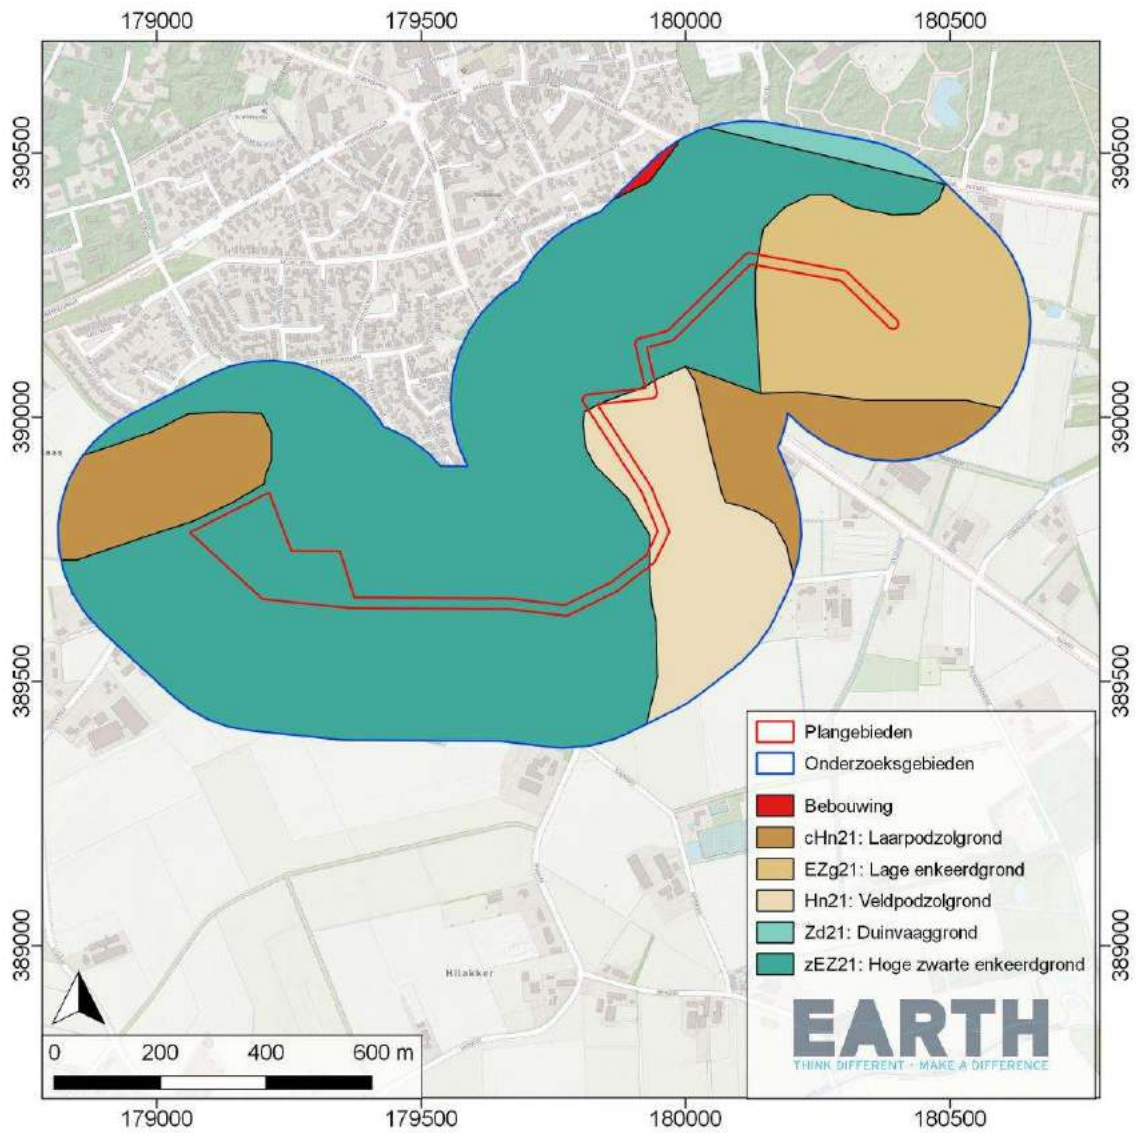 179000 179500 180000 180500
390500 390500
390000 390000
389500 389500
389000 389000
Plangebieden
Onderzoeksgebieden
Bebouwing
cHn21: Laarpodzolgrond
EZg21: Lage enkeerdgrond
Hn21: Veldpodzolgrond
Zd21: Duinvaaggrond
zEZ21: Hoge zwarte enkeerdgrond
Hilakker
EARTH
THINK DIFFERENT - MAKE A DIFFERENCE
0 200 400 600 m
179000 179500 180000 180500